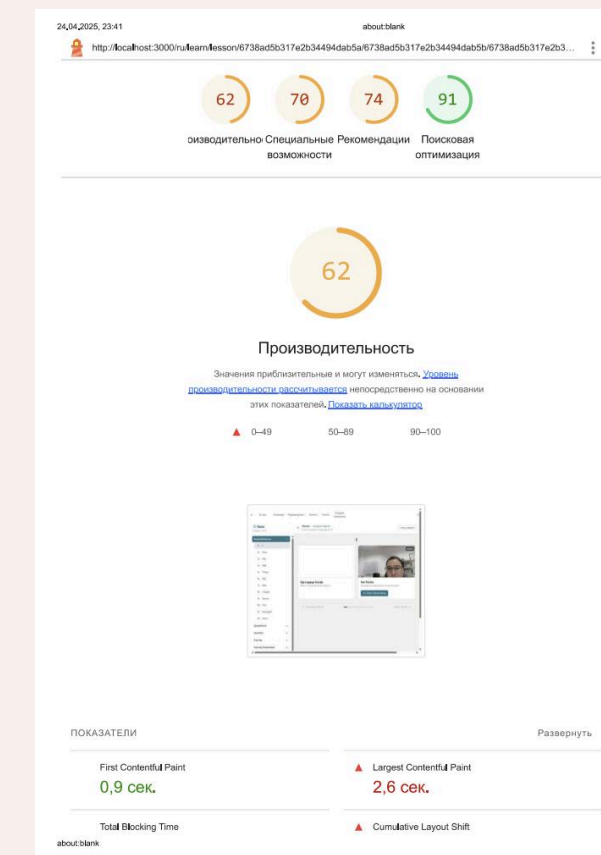 24.04.2025, 23:41
about:blank
http://localhost:3000/ru/learn/lesson/6738ad5b317e2b34494dab5a/6738ad5b317e2b34494dab5b/6738ad5b317e2b3...
62
70
74
91
оизводительно Специальные Рекомендации Поисковая
возможности оптимизация
62
Производительность
Значения приблизительные и могут изменяться. Уровень
производительности рассчитывается непосредственно на основании
этих показателей. Показать калькулятор
0–49
50–89
90–100
ПОКАЗАТЕЛИ
Развернуть
First Contentful Paint
0,9 сек.
Largest Contentful Paint
2,6 сек.
Total Blocking Time
Cumulative Layout Shift
about:blank